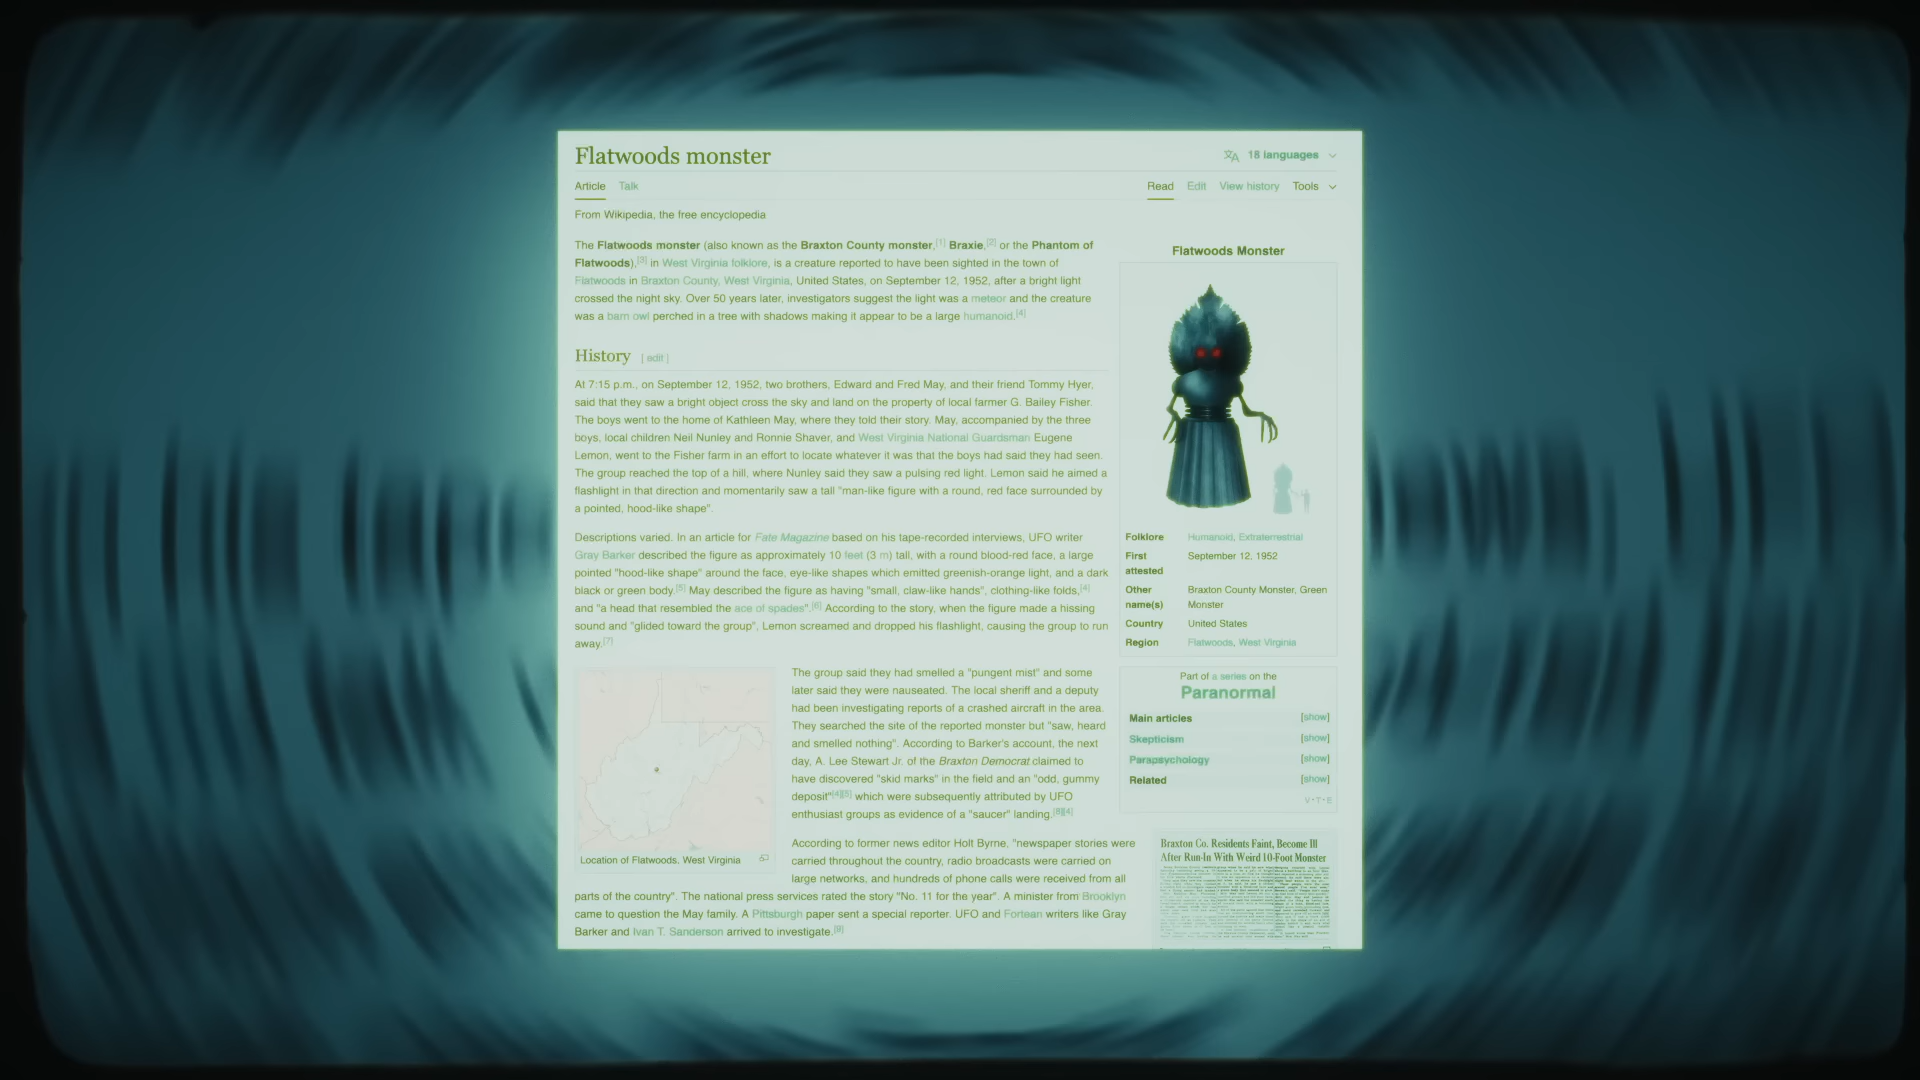 Flatwoods monster
18 languages
Article Talk
Read Edit View history Tools
From Wikipedia, the free encyclopedia
The Flatwoods monster (also known as the Braxton County monster,[1] Braxie,[2] or the Phantom of
Flatwoods),[3] in West Virginia folklore, is a creature reported to have been sighted in the town of
Flatwoods in Braxton County, West Virginia, United States, on September 12, 1952, after a bright light
crossed the night sky. Over 50 years later, investigators suggest the light was a meteor and the creature
was a barn owl perched in a tree with shadows making it appear to be a large humanoid.[4]
History [ edit ]
At 7:15 p.m., on September 12, 1952, two brothers, Edward and Fred May, and their friend Tommy Hyer,
said that they saw a bright object cross the sky and land on the property of local farmer G. Bailey Fisher.
The boys went to the home of Kathleen May, where they told their story. May, accompanied by the three
boys, local children Neil Nunley and Ronnie Shaver, and West Virginia National Guardsman Eugene
Lemon, went to the Fisher farm in an effort to locate whatever it was that the boys had said they had seen.
The group reached the top of a hill, where Nunley said they saw a pulsing red light. Lemon said he aimed a
flashlight in that direction and momentarily saw a tall "man-like figure with a round, red face surrounded by
a pointed, hood-like shape".
Descriptions varied. In an article for Fate Magazine based on his tape-recorded interviews, UFO writer
Gray Barker described the figure as approximately 10 feet (3 m) tall, with a round blood-red face, a large
pointed "hood-like shape" around the face, eye-like shapes which emitted greenish-orange light, and a dark
black or green body.[5] May described the figure as having "small, claw-like hands", clothing-like folds,[4]
and "a head that resembled the ace of spades".[6] According to the story, when the figure made a hissing
sound and "glided toward the group", Lemon screamed and dropped his flashlight, causing the group to run
away.[7]
The group said they had smelled a "pungent mist" and some
later said they were nauseated. The local sheriff and a deputy
had been investigating reports of a crashed aircraft in the area.
They searched the site of the reported monster but "saw, heard
and smelled nothing". According to Barker's account, the next
day, A. Lee Stewart Jr. of the Braxton Democrat claimed to
have discovered "skid marks" in the field and an "odd, gummy
deposit"[4][5] which were subsequently attributed by UFO
enthusiast groups as evidence of a "saucer" landing.[8][4]
Location of Flatwoods, West Virginia
According to former news editor Holt Byrne, "newspaper stories were
carried throughout the country, radio broadcasts were carried on
large networks, and hundreds of phone calls were received from all
parts of the country". The national press services rated the story "No. 11 for the year". A minister from Brooklyn
came to question the May family. A Pittsburgh paper sent a special reporter. UFO and Fortean writers like Gray
Barker and Ivan T. Sanderson arrived to investigate.[9]
Flatwoods Monster
Folklore Humanoid, Extraterrestrial
First attested September 12, 1952
Other name(s) Braxton County Monster, Green
Monster
Country United States
Region Flatwoods, West Virginia
Part of a series on the
Paranormal
Main articles [show]
Skepticism [show]
Parapsychology [show]
Related [show]
V·T·E
Braxton Co. Residents Faint, Become Ill
After Run-In With Weird 10-Foot Monster